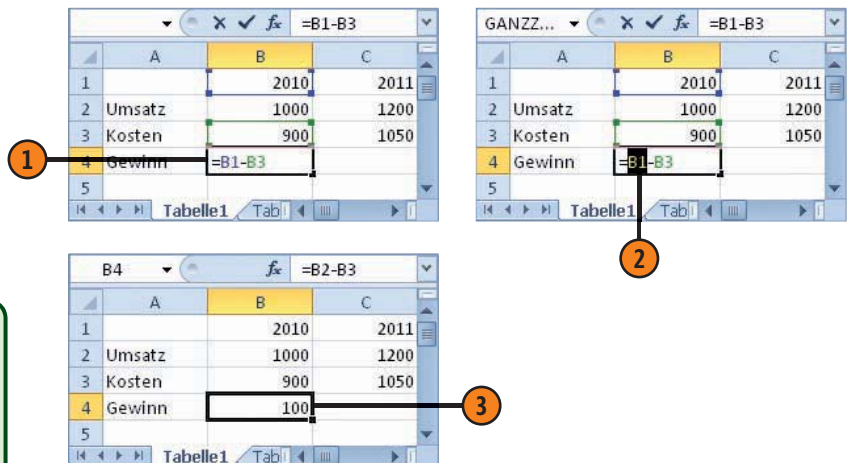 fx =B1-B3
A B C
1 2010 2011
2 Umsatz 1000 1200
3 Kosten 900 1050
4 Gewinn =B1-B3
5
Tabelle1 Tab
1
GANZZ... fx =B1-B3
A B C
1 2010 2011
2 Umsatz 1000 1200
3 Kosten 900 1050
4 Gewinn =B1-B3
5
Tabelle1 Tab
2
B4 fx =B2-B3
A B C
1 2010 2011
2 Umsatz 1000 1200
3 Kosten 900 1050
4 Gewinn 100
3
5
Tabelle1 Tab